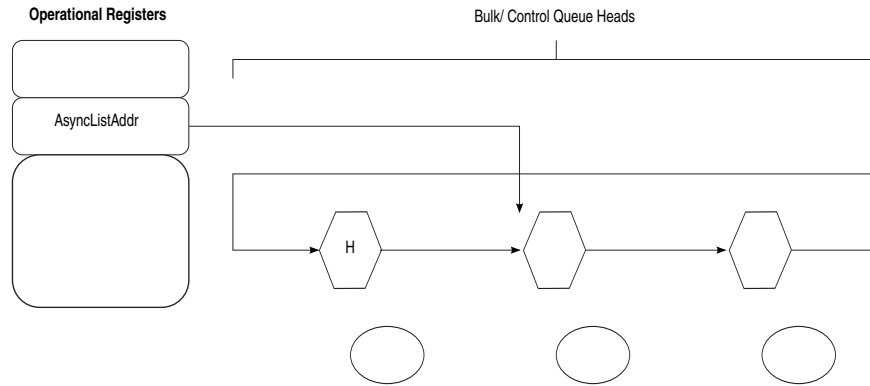 Operational Registers
Bulk/ Control Queue Heads
AsyncListAddr
H